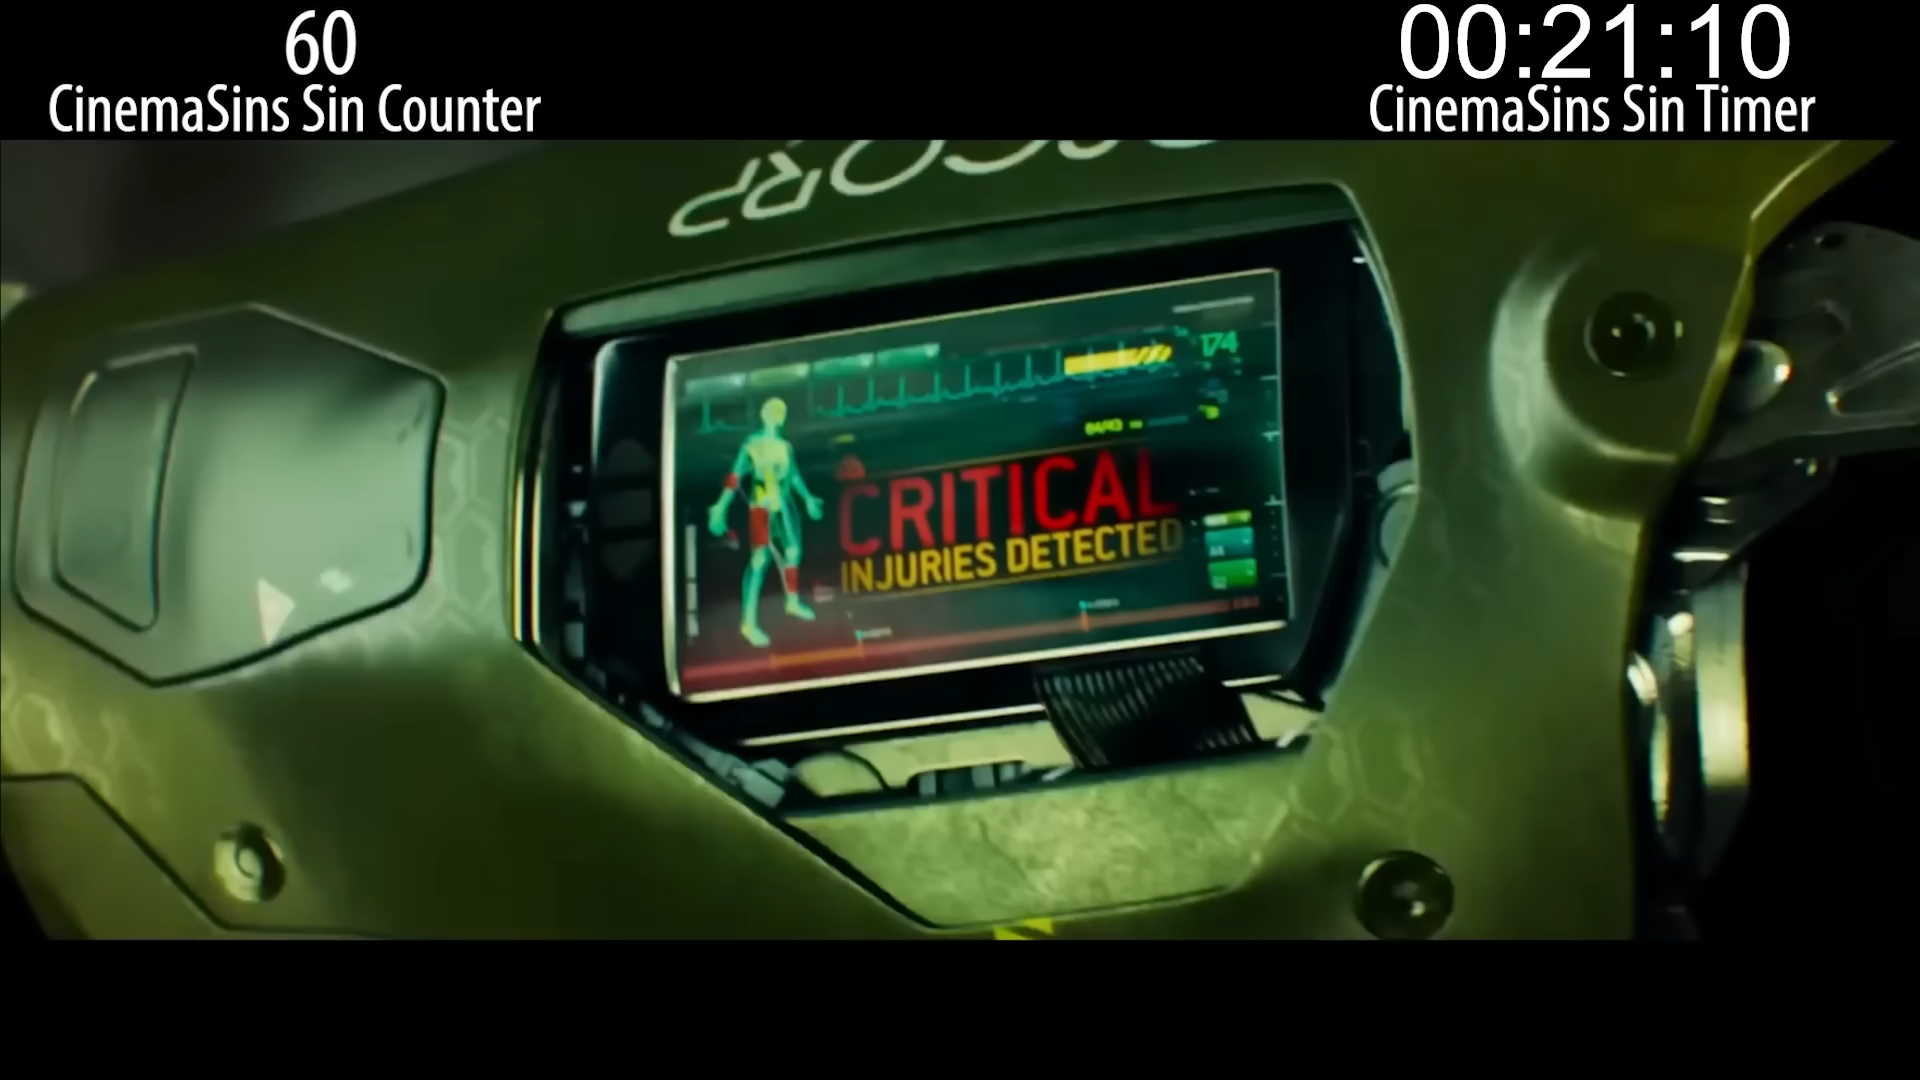 60
CinemaSins Sin Counter
00:21:10
CinemaSins Sin Timer
174
CRITICAL
INJURIES DETECTED